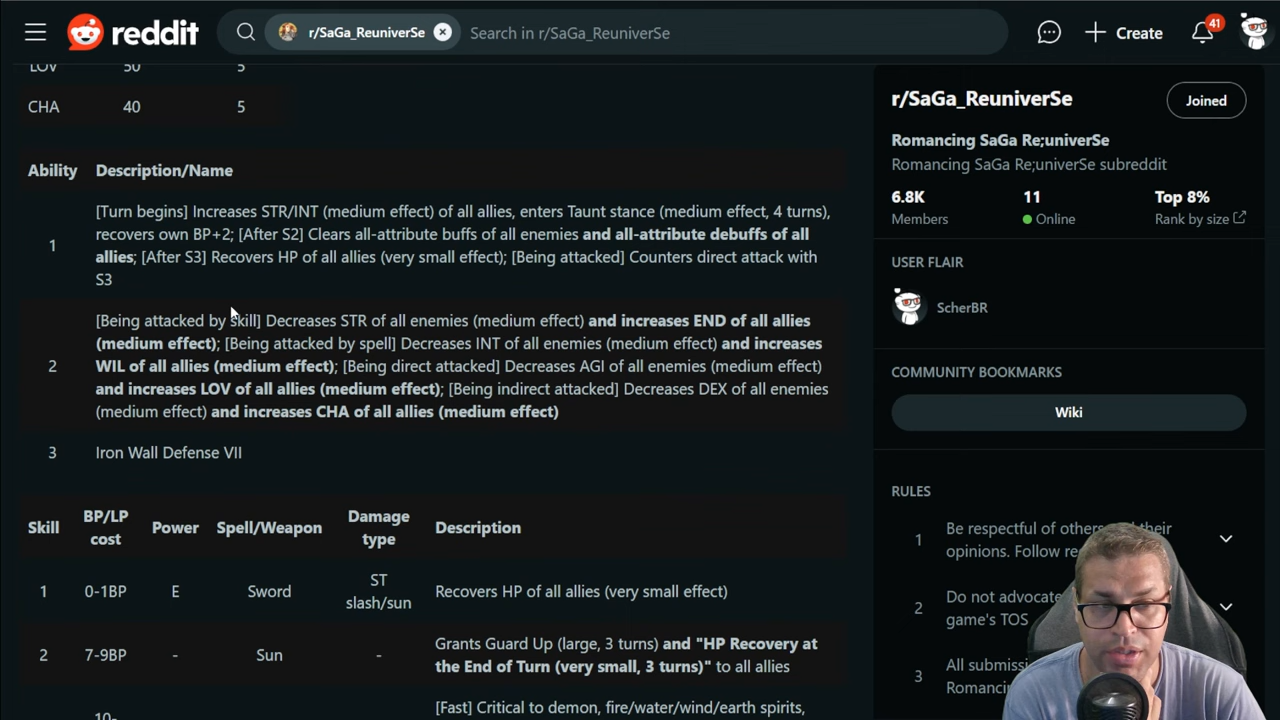 reddit
r/SaGa_ReuniverSe
Search in r/SaGa_ReuniverSe
Create
41
LOV 50 5
CHA 40 5
Ability Description/Name
1
[Turn begins] Increases STR/INT (medium effect) of all allies, enters Taunt stance (medium effect, 4 turns),
recovers own BP+2; [After S2] Clears all-attribute buffs of all enemies and all-attribute debuffs of all
allies; [After S3] Recovers HP of all allies (very small effect); [Being attacked] Counters direct attack with
S3
2
[Being attacked by skill] Decreases STR of all enemies (medium effect) and increases END of all allies
(medium effect); [Being attacked by spell] Decreases INT of all enemies (medium effect) and increases
WIL of all allies (medium effect); [Being direct attacked] Decreases AGI of all enemies (medium effect)
and increases LOV of all allies (medium effect); [Being indirect attacked] Decreases DEX of all enemies
(medium effect) and increases CHA of all allies (medium effect)
3 Iron Wall Defense VII
Skill
BP/LP
cost
Power
Spell/Weapon
Damage
type
Description
1 0-1BP E Sword
ST
slash/sun
Recovers HP of all allies (very small effect)
2 7-9BP - Sun -
Grants Guard Up (large, 3 turns) and "HP Recovery at
the End of Turn (very small, 3 turns)" to all allies
10-
[Fast] Critical to demon, fire/water/wind/earth spirits,
r/SaGa_ReuniverSe
Joined
Romancing SaGa Re;univerSe
Romancing SaGa Re;univerSe subreddit
6.8K 11 Top 8%
Members Online Rank by size
USER FLAIR
ScherBR
COMMUNITY BOOKMARKS
Wiki
RULES
1
Be respectful of others and their
opinions. Follow
2
Do not advocate
game's TOS
3
All
Romancing